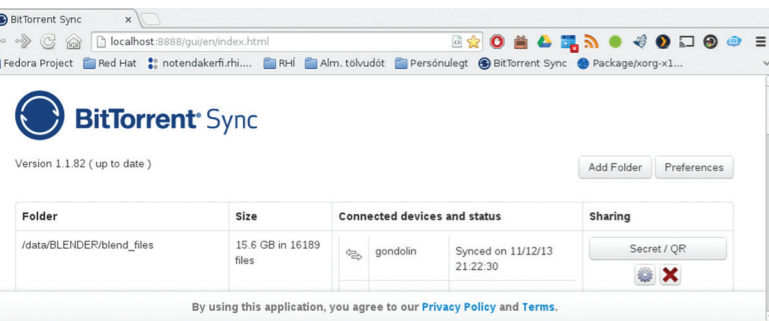 BitTorrent Sync
localhost:8888/gui/en/index.html
Fedora Project Red Hat notendakerfi.rhi.... RHÍ Alm. tölvudót Persónulegt BitTorrent Sync Package/xorg-x1...
BitTorrent® Sync
Version 1.1.82 ( up to date )
Add Folder Preferences
Folder Size Connected devices and status Sharing
/data/BLENDER/blend_files 15.6 GB in 16189 gondolin Synced on 11/12/13 Secret / QR
files 21:22:30
By using this application, you agree to our Privacy Policy and Terms.